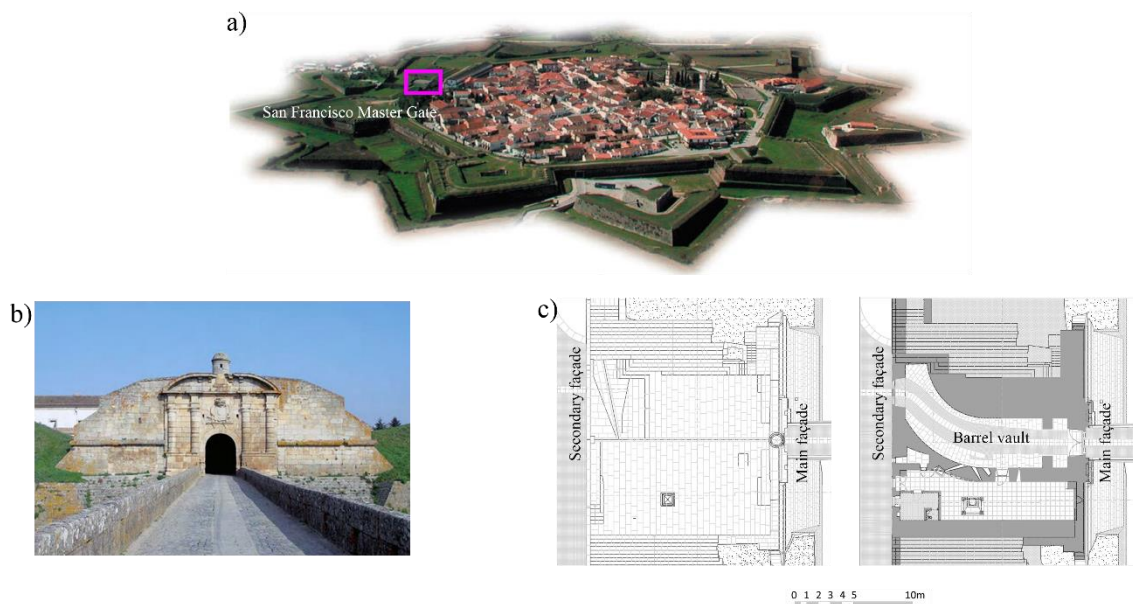 a)
San Francisco Master Gate
b)
c)
Secondary façade
Main façade
Secondary façade
Barrel vault
Main façade
0 1 2 3 4 5 10m